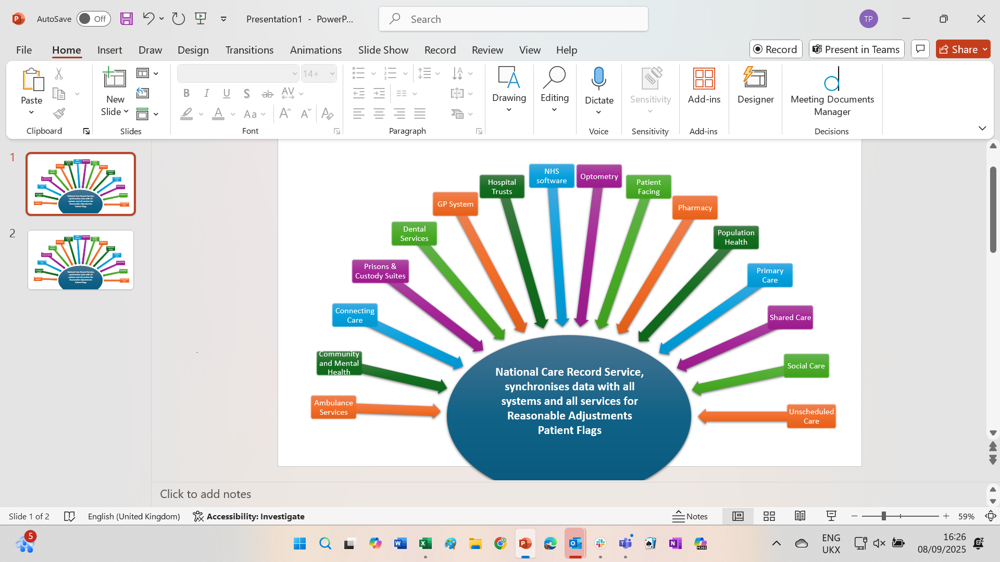 AutoSave
Off
Presentation1 - PowerP...
Search
TP
File
Home
Insert
Draw
Design
Transitions
Animations
Slide Show
Record
Review
View
Help
Record
Present in Teams
Share
Paste
New
Slide
14+
Drawing
Editing
Dictate
Sensitivity
Add-ins
Designer
Meeting Documents
Manager
Clipboard
Slides
Font
Paragraph
Voice
Sensitivity
Add-ins
Decisions
1
2
NHS
software
Optometry
Hospital
Trusts
Patient
Facing
GP System
Pharmacy
Dental
Services
Population
Health
Prisons &
Custody Suites
Primary
Care
Connecting
Care
Shared Care
Community
and Mental
Health
Social Care
Ambulance
Services
Unscheduled
Care
National Care Record Service,
synchronises data with all
systems and all services for
Reasonable Adjustments
Patient Flags
Click to add notes
Slide 1 of 2
English (United Kingdom)
Accessibility: Investigate
Notes
59%
5
ENG
UKX
16:26
08/09/2025